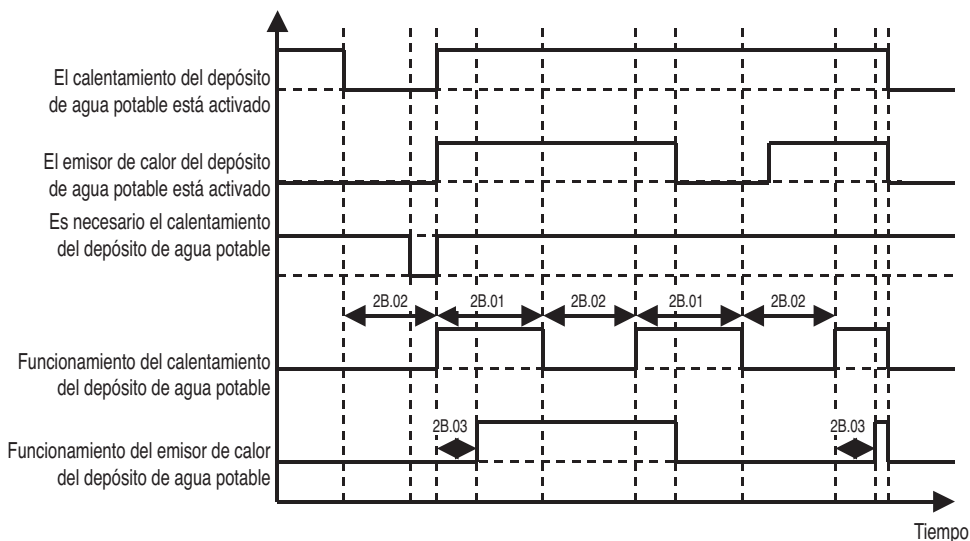 El calentamiento del depósito
de agua potable está activado
El emisor de calor del depósito
de agua potable está activado
Es necesario el calentamiento
del depósito de agua potable
2B.02
2B.01
2B.02
2B.01
2B.02
Funcionamiento del calentamiento
del depósito de agua potable
2B.03
2B.03
Funcionamiento del emisor de calor
del depósito de agua potable
Tiempo